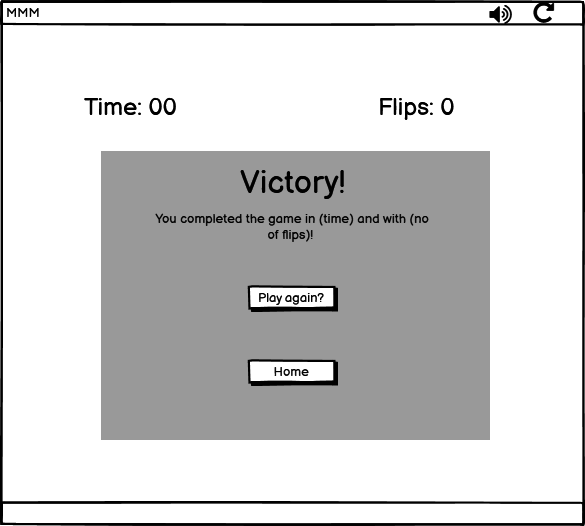 MMM
Time: 00
Flips: 0
Victory!
You completed the game in (time) and with (no
of flips)!
Play again?
Home